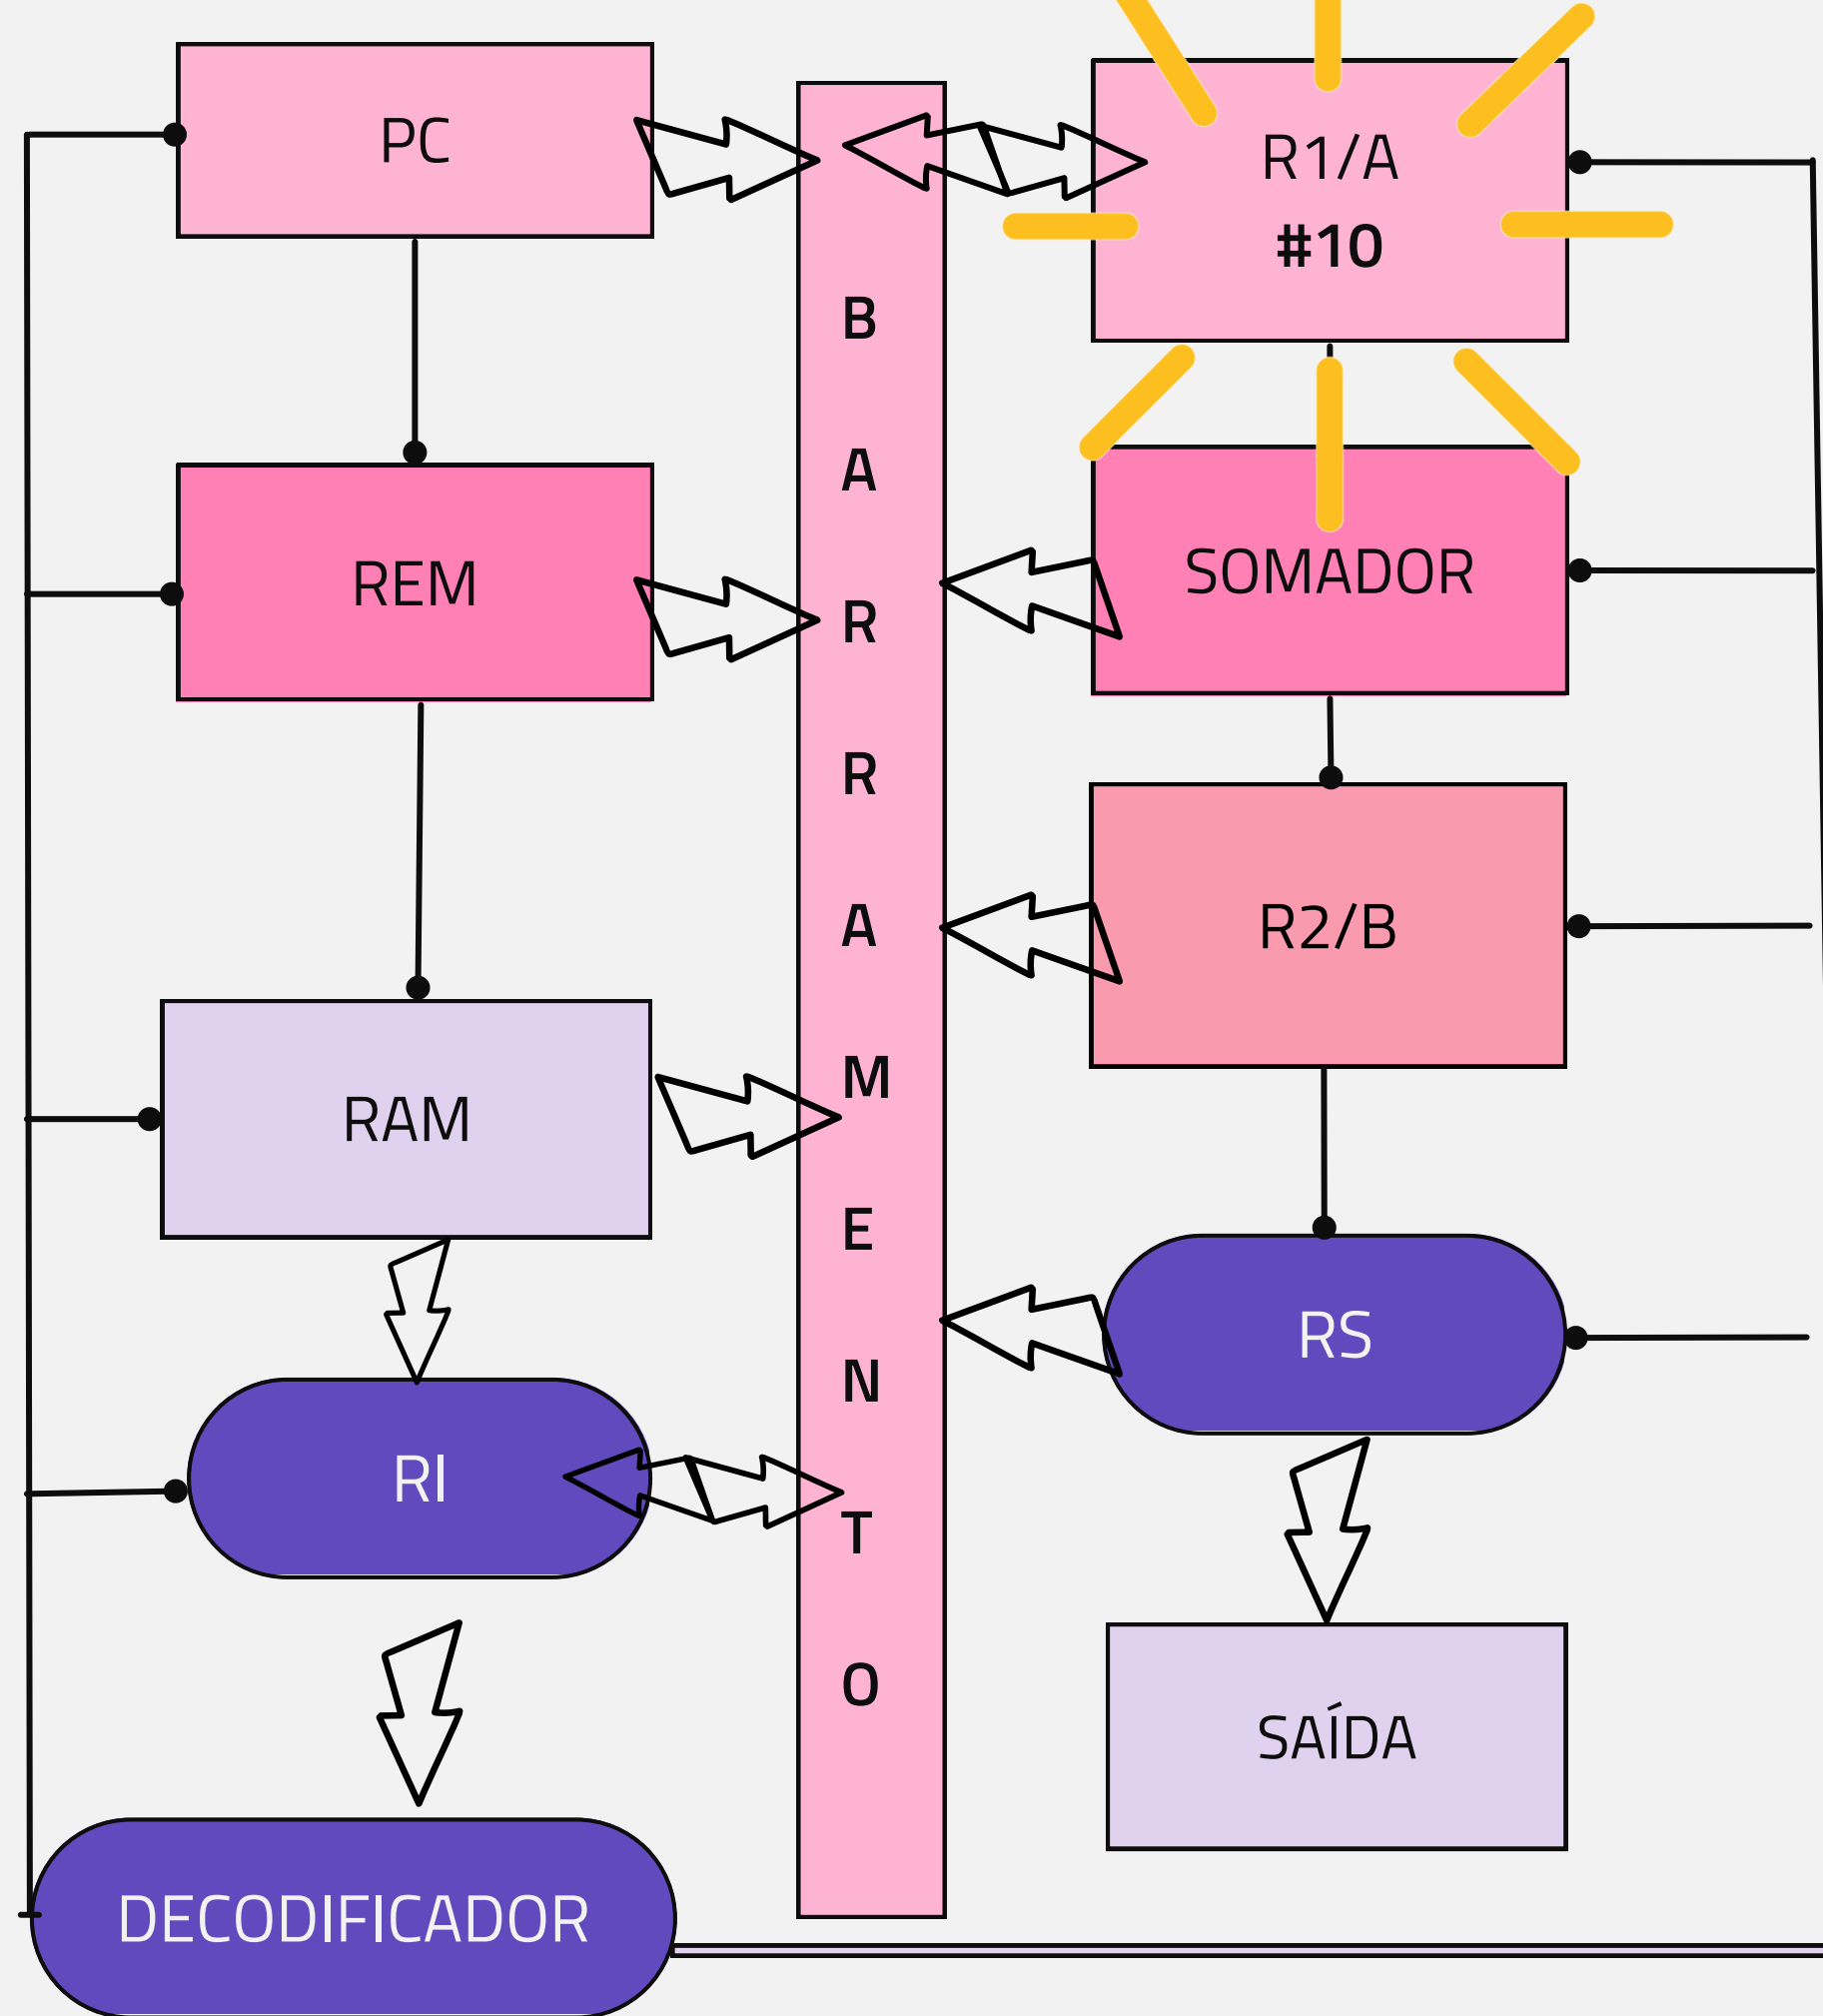 PC
REM
RAM
RI
DECODIFICADOR
B
A
R
R
A
M
E
N
T
O
R1/A
#10
SOMADOR
R2/B
RS
SAÍDA